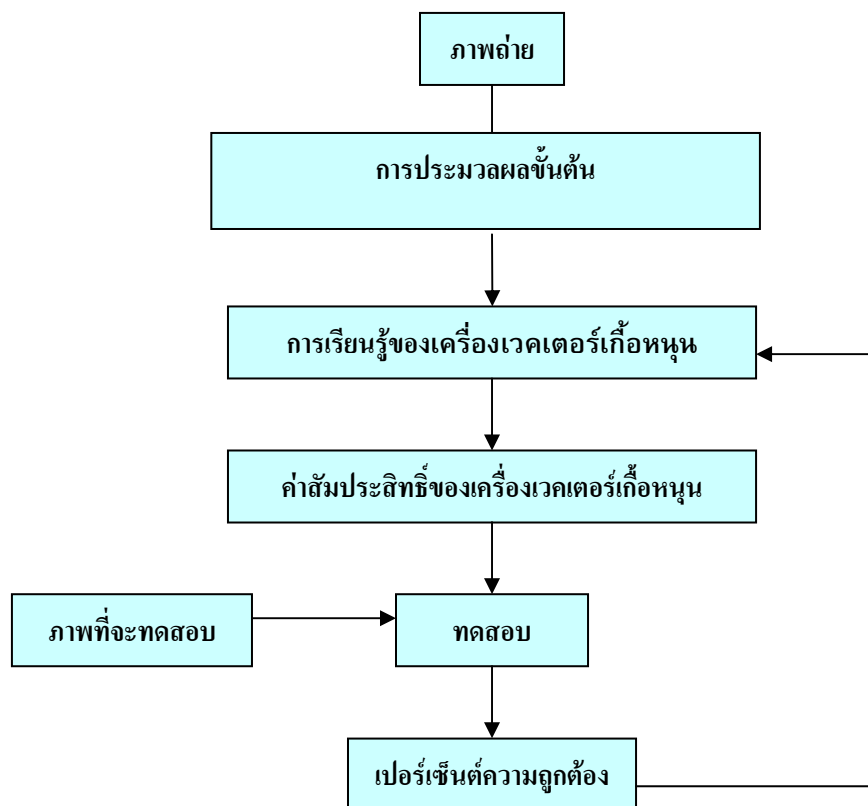 ภาพถ่าย
การประมวลผลขั้นต้น
การเรียนรู้ของเครื่องเวคเตอร์เกื้อหนุน
ค่าสัมประสิทธิ์ของเครื่องเวคเตอร์เกื้อหนุน
ภาพที่จะทดสอบ
ทดสอบ
เปอร์เซ็นต์ความถูกต้อง